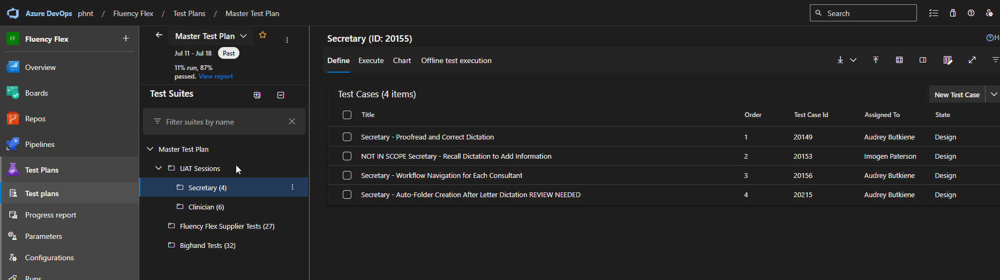 Azure DevOps phnt / Fluency Flex / Test Plans / Master Test Plan Search
FF Fluency Flex
Overview
Boards
Repos
Pipelines
Test Plans
Test plans
Progress report
Parameters
Configurations
Runs
Master Test Plan
Jul 11 - Jul 18 Past
11% run, 87%
passed. View report
Test Suites
Filter suites by name
Master Test Plan
UAT Sessions
Secretary (4)
Clinician (6)
Fluency Flex Supplier Tests (27)
Bighand Tests (32)
Secretary (ID: 20155)
Define Execute Chart Offline test execution
Test Cases (4 items) New Test Case
Title Order Test Case Id Assigned To State
Secretary - Proofread and Correct Dictation 1 20149 Audrey Butkiene Design
NOT IN SCOPE Secretary - Recall Dictation to Add Information 2 20153 Imogen Paterson Design
Secretary - Workflow Navigation for Each Consultant 3 20156 Audrey Butkiene Design
Secretary - Auto-Folder Creation After Letter Dictation REVIEW NEEDED 4 20215 Audrey Butkiene Design